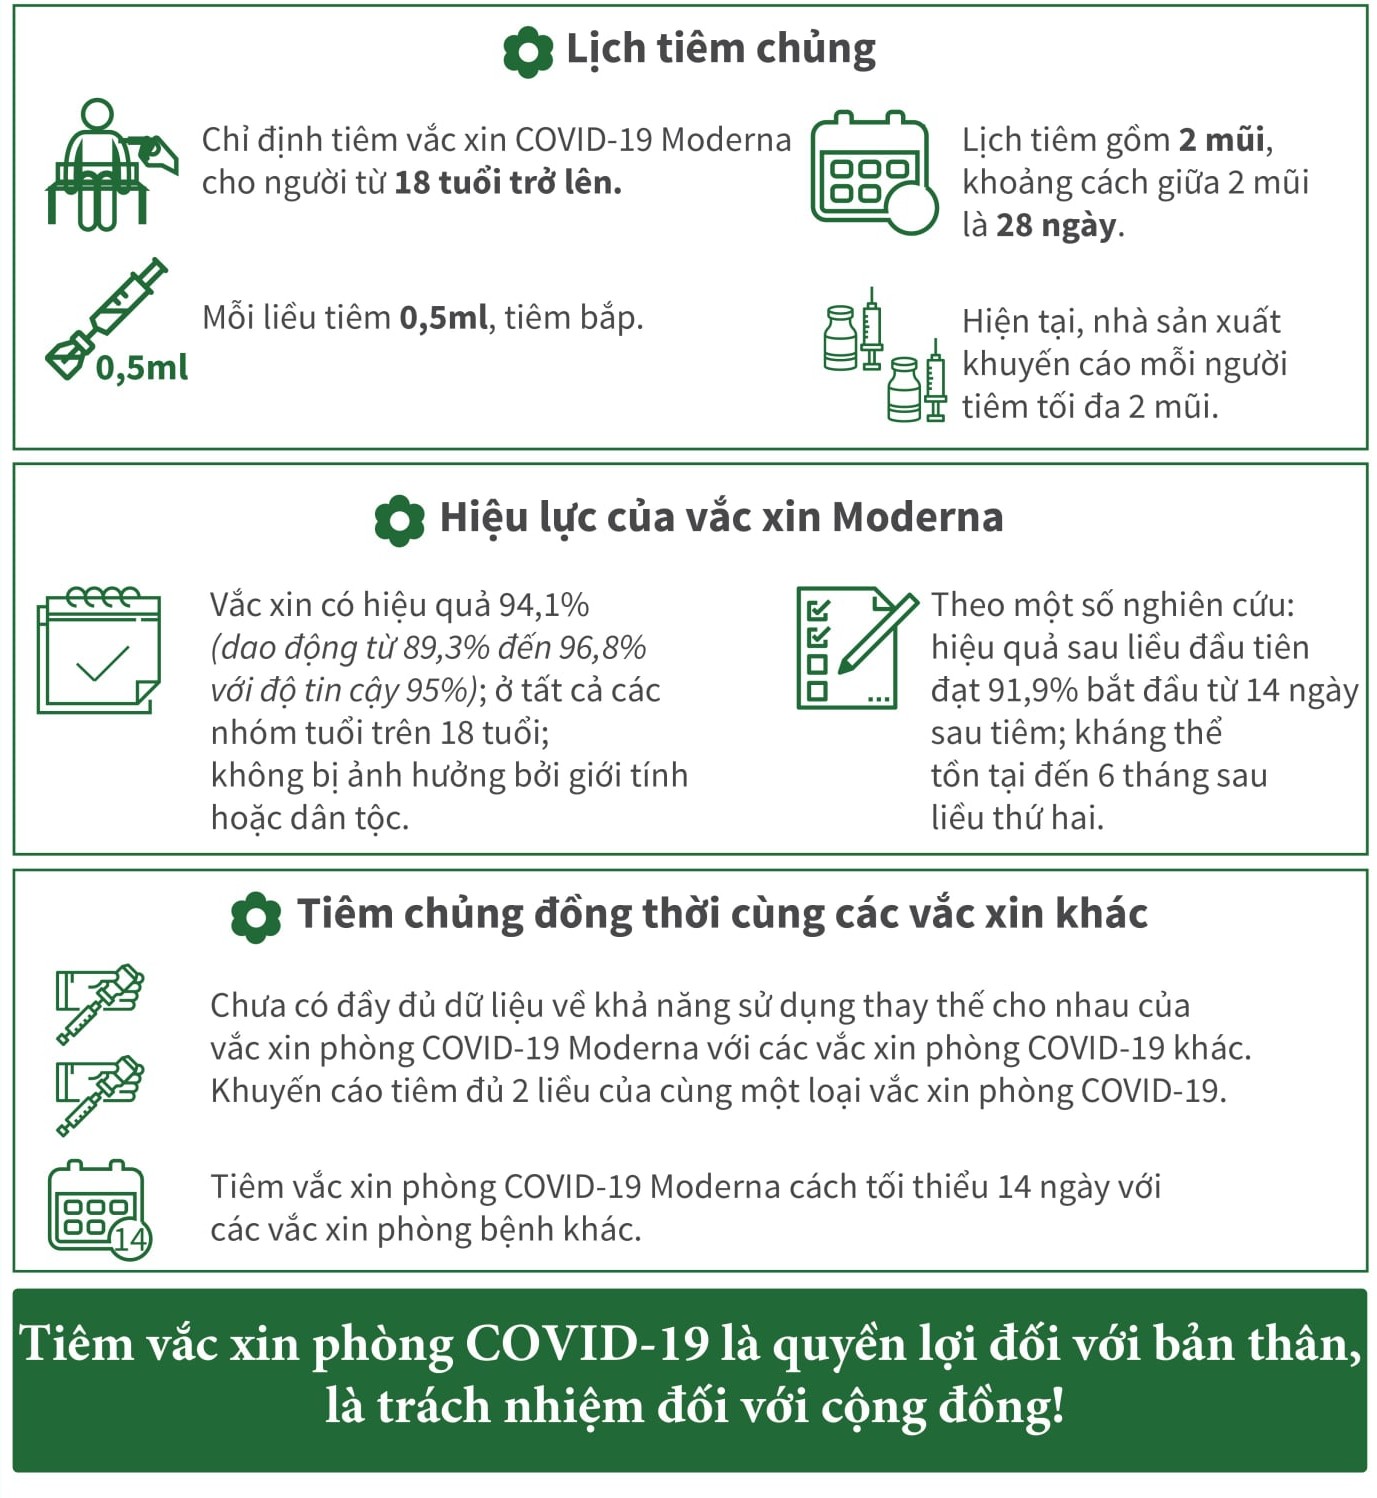 Lịch tiêm chủng
Chỉ định tiêm vắc xin COVID-19 Moderna
cho người từ 18 tuổi trở lên.
Lịch tiêm gồm 2 mũi,
khoảng cách giữa 2 mũi
là 28 ngày.
0,5ml
Mỗi liều tiêm 0,5ml, tiêm bắp.
Hiện tại, nhà sản xuất
khuyến cáo mỗi người
tiêm tối đa 2 mũi.
Hiệu lực của vắc xin Moderna
Vắc xin có hiệu quả 94,1%
(dao động từ 89,3% đến 96,8%
với độ tin cậy 95%); ở tất cả các
nhóm tuổi trên 18 tuổi;
không bị ảnh hưởng bởi giới tính
hoặc dân tộc.
Theo một số nghiên cứu:
hiệu quả sau liều đầu tiên
đạt 91,9% bắt đầu từ 14 ngày
sau tiêm; kháng thể
tồn tại đến 6 tháng sau
liều thứ hai.
Tiêm chủng đồng thời cùng các vắc xin khác
Chưa có đầy đủ dữ liệu về khả năng sử dụng thay thế cho nhau của
vắc xin phòng COVID-19 Moderna với các vắc xin phòng COVID-19 khác.
Khuyến cáo tiêm đủ 2 liều của cùng một loại vắc xin phòng COVID-19.
14
Tiêm vắc xin phòng COVID-19 Moderna cách tối thiểu 14 ngày với
các vắc xin phòng bệnh khác.
Tiêm vắc xin phòng COVID-19 là quyền lợi đối với bản thân,
là trách nhiệm đối với cộng đồng!